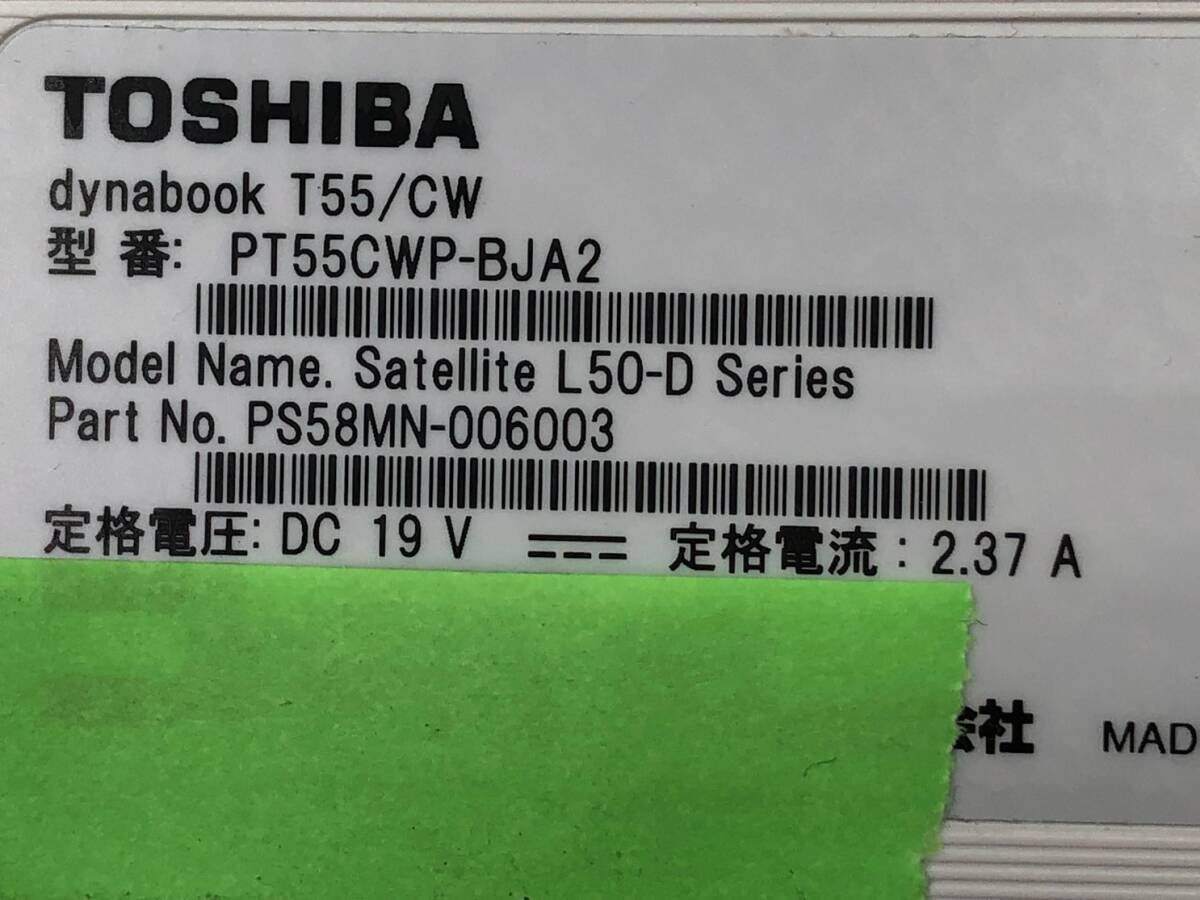 TOSHIBA
dynabook T55/CW
型 番: PT55CWP-BJA2
Model Name. Satellite L50-D Series
Part No. PS58MN-006003
定格電圧: DC 19 V 定格電流: 2.37 A
会社 MAD